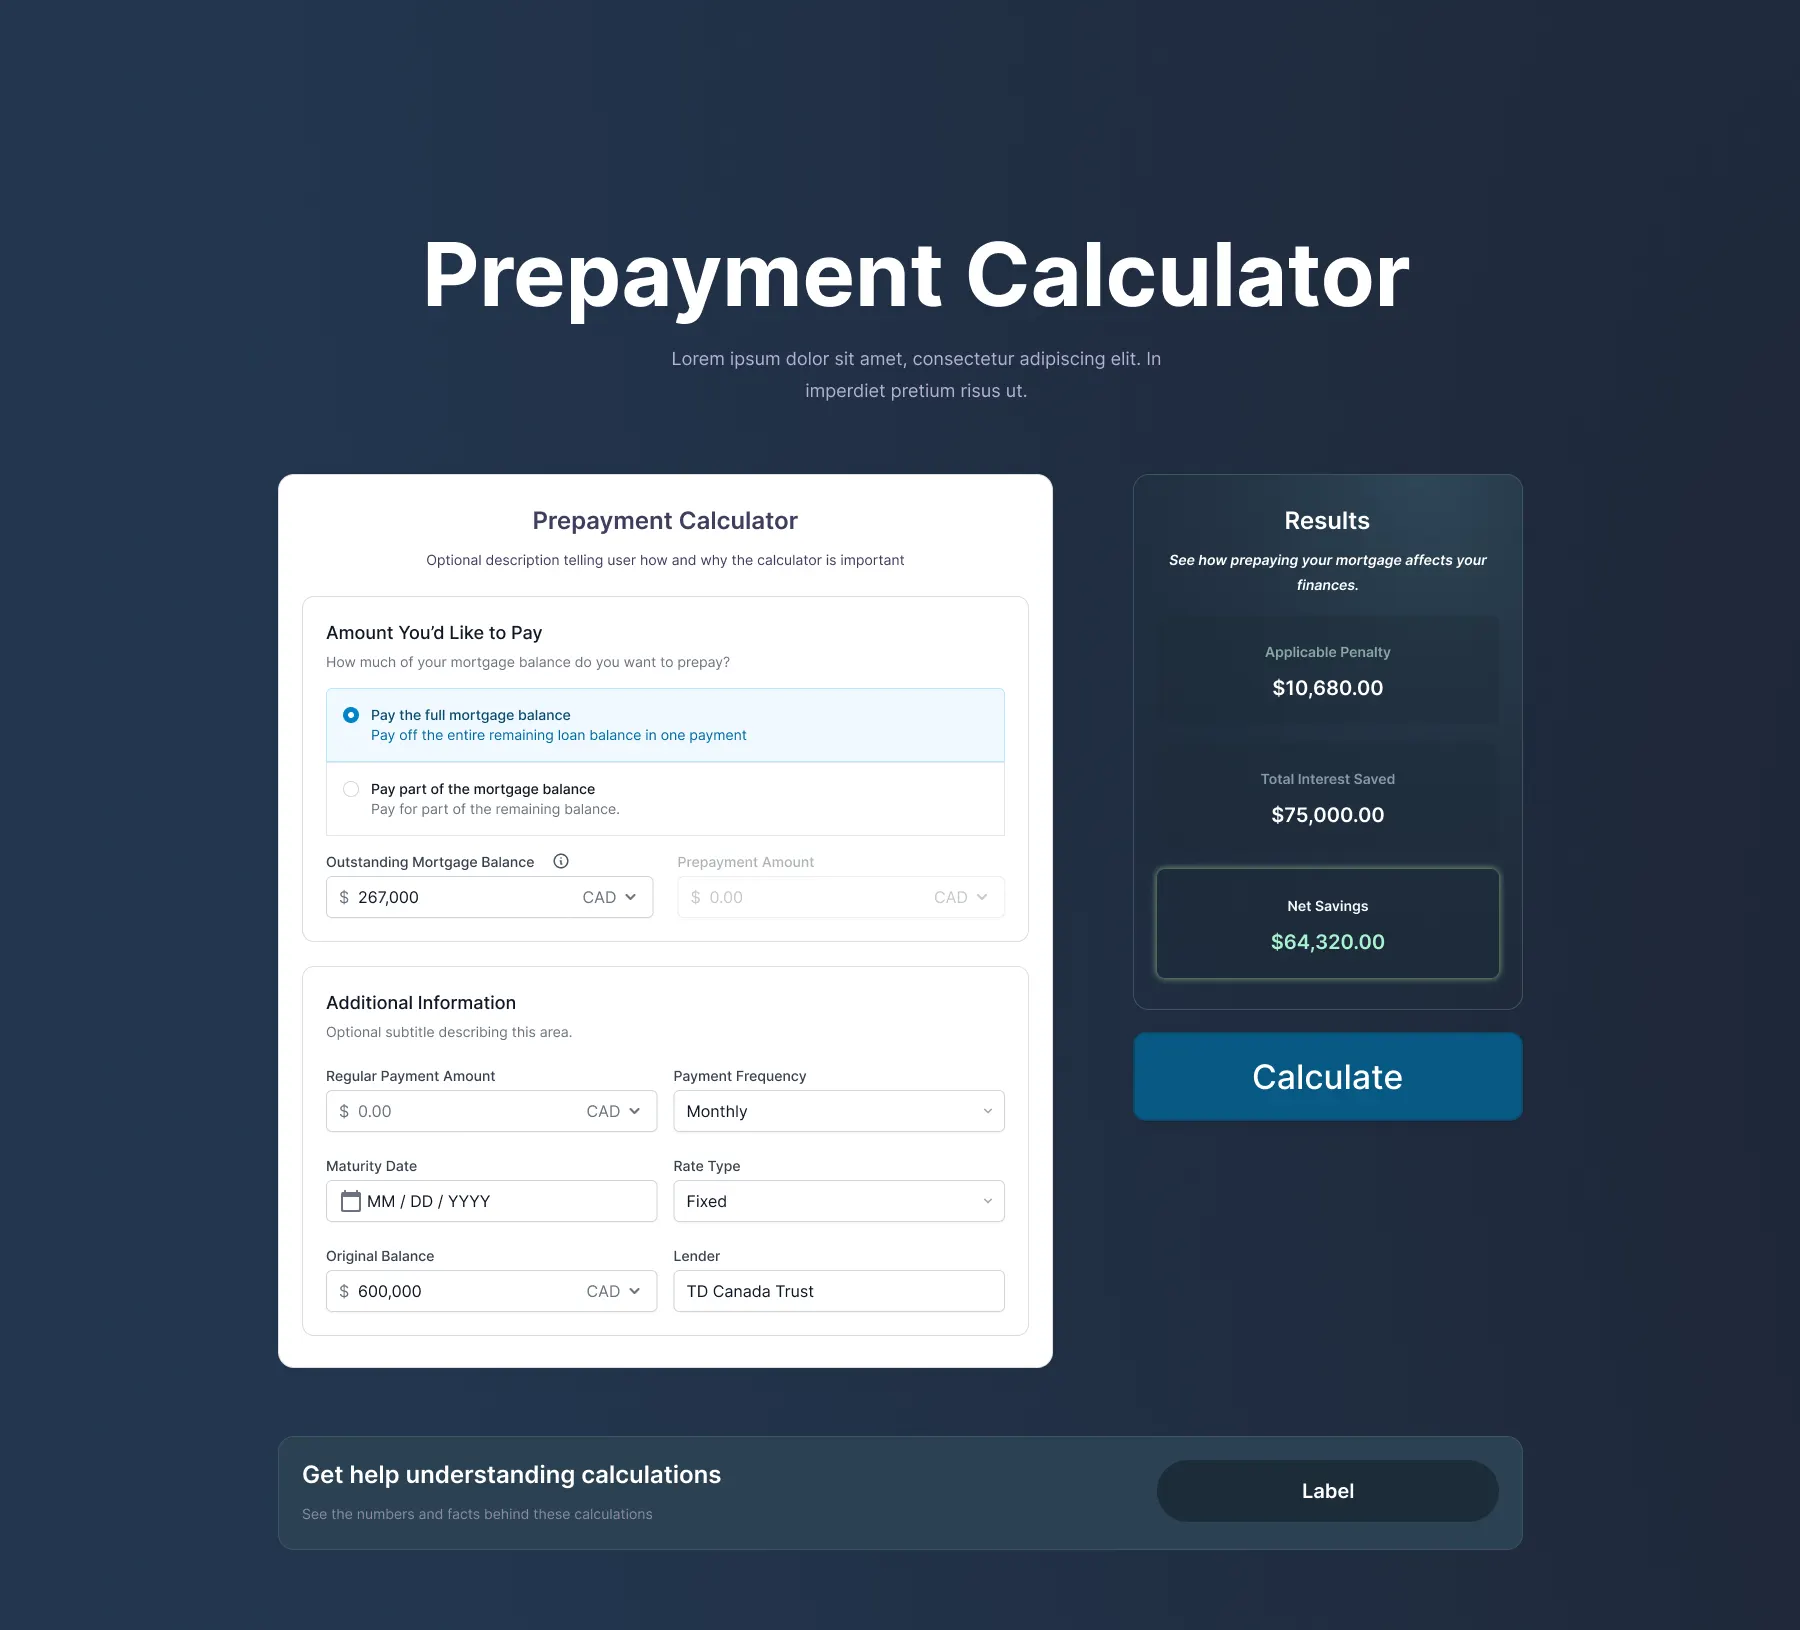 Prepayment Calculator
Lorem ipsum dolor sit amet, consectetur adipiscing elit. In
imperdiet pretium risus ut.
Prepayment Calculator
Optional description telling user how and why the calculator is important
Amount You’d Like to Pay
How much of your mortgage balance do you want to prepay?
Pay the full mortgage balance
Pay off the entire remaining loan balance in one payment
Pay part of the mortgage balance
Pay for part of the remaining balance.
Outstanding Mortgage Balance
$ 267,000 CAD
Prepayment Amount
$ 0.00 CAD
Additional Information
Optional subtitle describing this area.
Regular Payment Amount
$ 0.00 CAD
Payment Frequency
Monthly
Maturity Date
MM / DD / YYYY
Rate Type
Fixed
Original Balance
$ 600,000 CAD
Lender
TD Canada Trust
Results
See how prepaying your mortgage affects your
finances.
Applicable Penalty
$10,680.00
Total Interest Saved
$75,000.00
Net Savings
$64,320.00
Calculate
Get help understanding calculations
See the numbers and facts behind these calculations
Label